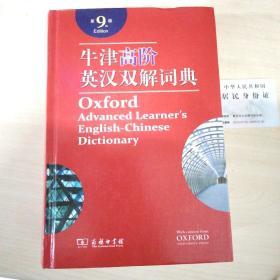 第9版
Edition
牛津高阶
英汉双解词典
Oxford
Advanced Learner's
English-Chinese
Dictionary
商务印书馆
OXFORD
UNIVERSITY PRESS
中华人民共和国
居民身份证